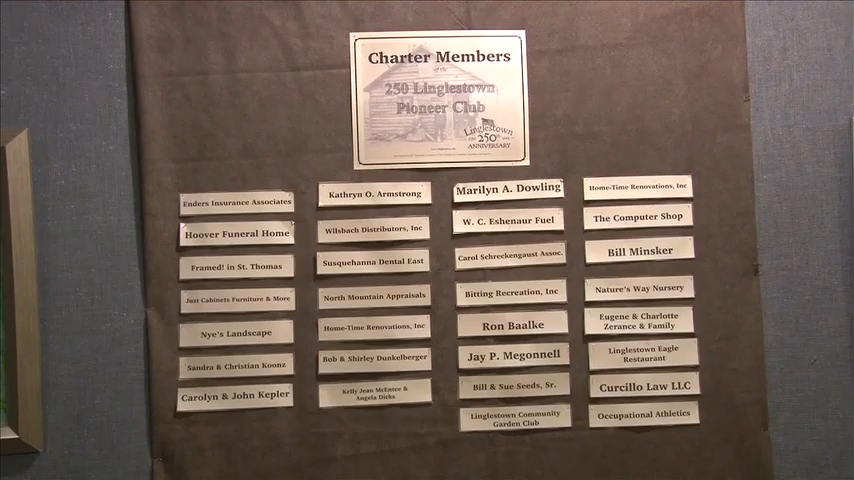 Charter Members
of the
250 Linglestown
Pioneer Club
Linglestown
250th
ANNIVERSARY
Enders Insurance Associates
Hoover Funeral Home
Framed! in St. Thomas
Just Cabinets Furniture & More
Nye's Landscape
Sandra & Christian Koonz
Carolyn & John Kepler
Kathryn O. Armstrong
Wilsbach Distributors, Inc
Susquehanna Dental East
North Mountain Appraisals
Home-Time Renovations, Inc
Bob & Shirley Dunkelberger
Kelly Jean McEntee &
Angela Dicks
Marilyn A. Dowling
W. C. Eshenaur Fuel
Carol Schreckengaust Assoc.
Bitting Recreation, Inc
Ron Baalke
Jay P. Megonnell
Bill & Sue Seeds, Sr.
Linglestown Community
Garden Club
Home-Time Renovations, Inc
The Computer Shop
Bill Minsker
Nature's Way Nursery
Eugene & Charlotte
Zerance & Family
Linglestown Eagle
Restaurant
Curcillo Law LLC
Occupational Athletics